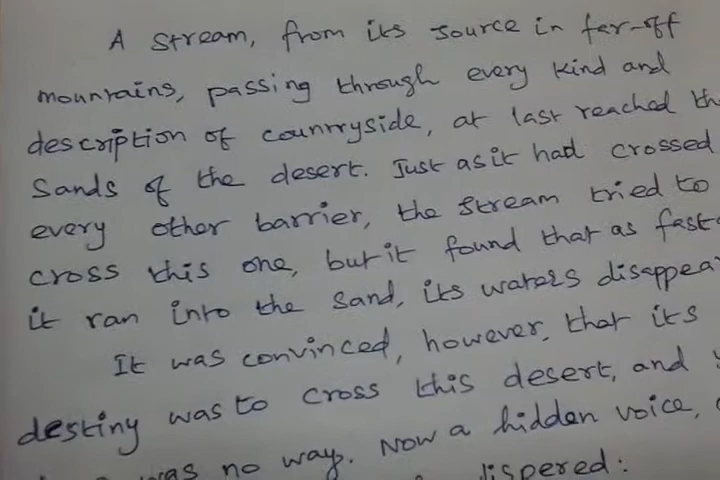 A stream, from its source in far-off
mountains, passing through every kind and
description of countryside, at last reached
sands of the desert. Just as it had crossed
every other barrier, the stream tried to
cross this one, but it found that as fast
it ran into the sand, its waters
It was convinced, however, that its
destiny was to cross this desert, and
was no way. Now a hidden voice,